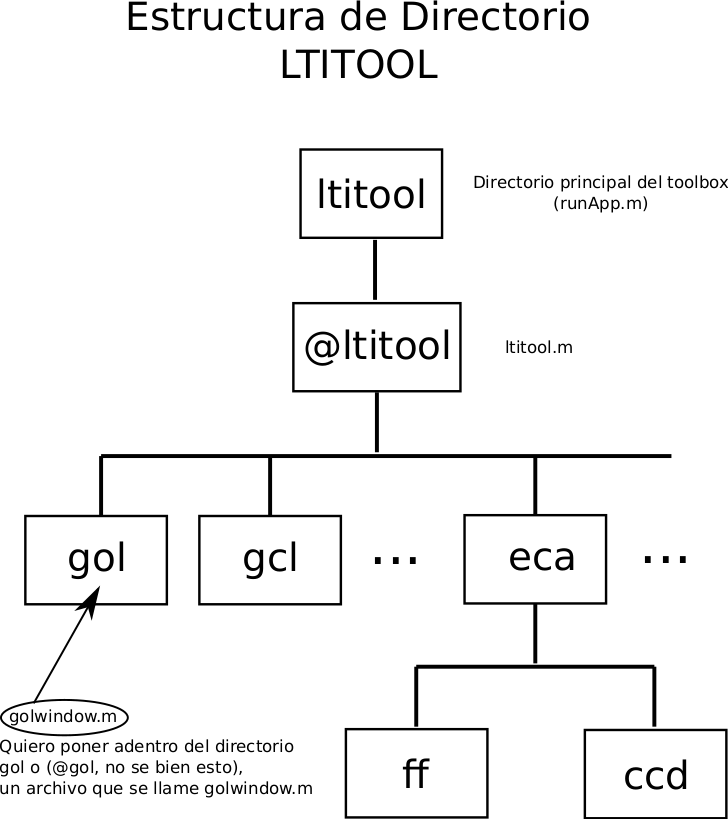 Estructura de Directorio
LTITOOL
ltitool
Directorio principal del toolbox
(runApp.m)
@ltitool
ltitool.m
gol
gcl
...
eca
...
golwindow.m
Quiero poner adentro del directorio
gol o (@gol, no se bien esto),
un archivo que se llame golwindow.m
ff
ccd